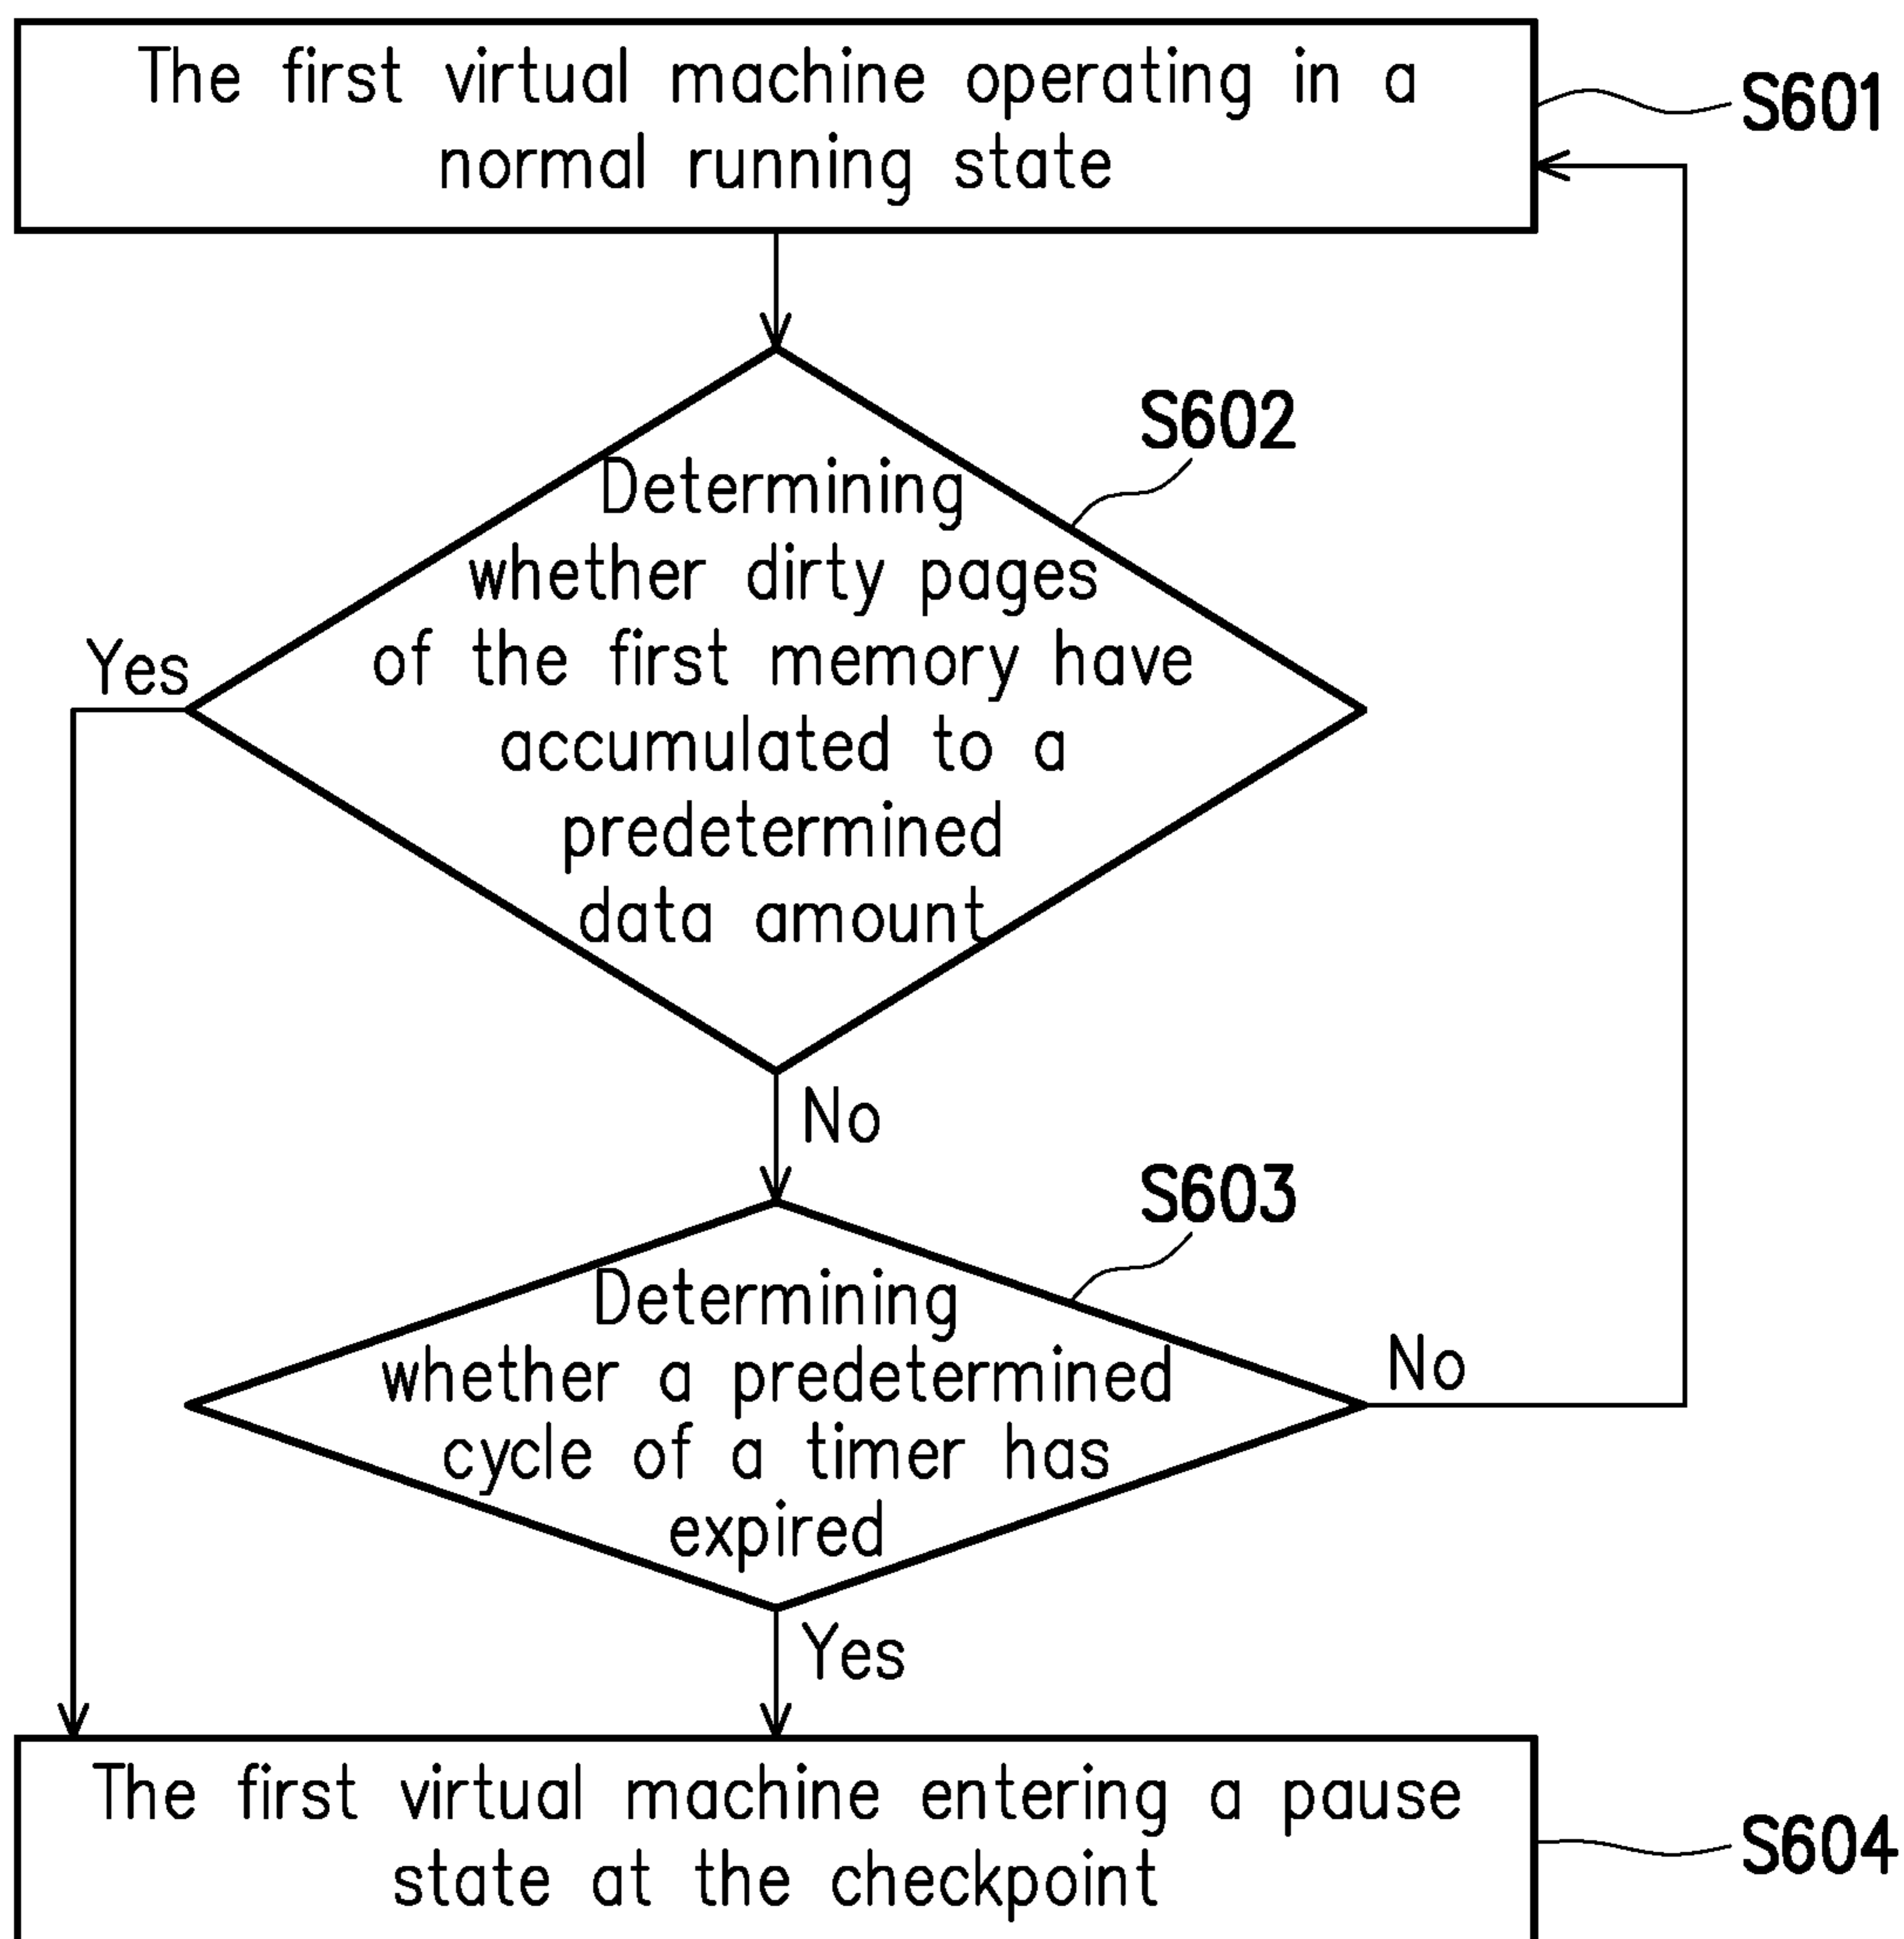 The first virtual machine operating in a
normal running state
S601
S602
Determining
whether dirty pages
of the first memory have
accumulated to a
predetermined
data amount
Yes
No
S603
Determining
whether a predetermined
cycle of a timer has
expired
No
Yes
The first virtual machine entering a pause
state at the checkpoint
S604